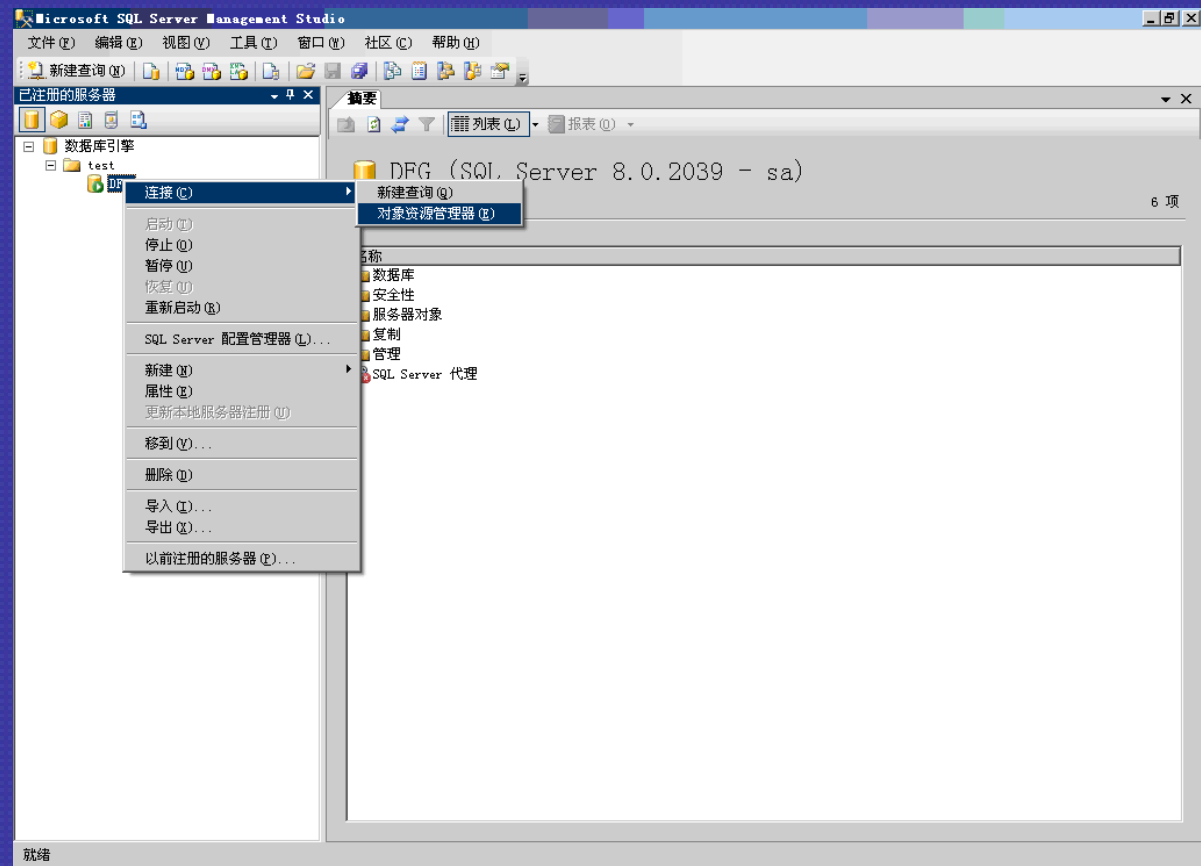 Microsoft SQL Server Management Studio
文件(F) 编辑(E) 视图(V) 工具(T) 窗口(W) 社区(C) 帮助(H)
新建查询(N)
已注册的服务器
摘要
列表(L) 报表(O)
数据库引擎
test
DFG (SQL Server 8.0.2039 - sa)
6 项
连接(C)
新建查询(Q)
对象资源管理器(E)
启动(T)
停止(O)
暂停(U)
恢复(U)
重新启动(R)
SQL Server 配置管理器(L)...
新建(N)
属性(E)
更新本地服务器注册(U)
移到(V)...
删除(D)
导入(I)...
导出(X)...
以前注册的服务器(P)...
名称
数据库
安全性
服务器对象
复制
管理
SQL Server 代理
就绪